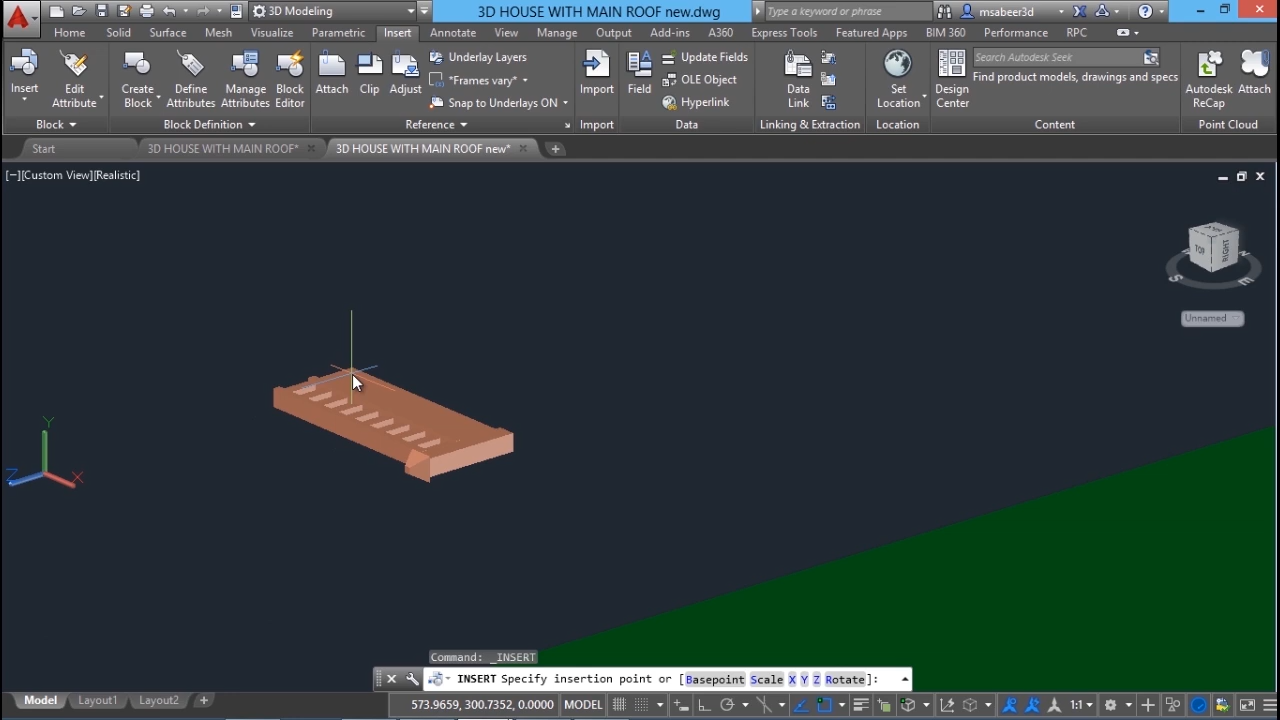 3D Modeling
3D HOUSE WITH MAIN ROOF new.dwg
Type a keyword or phrase
msabeer3d
Home Solid Surface Mesh Visualize Parametric Insert Annotate View Manage Output Add-ins A360 Express Tools Featured Apps BIM 360 Performance RPC
Insert
Edit Attribute
Create Block
Define Attributes
Manage Attributes
Block Editor
Attach
Clip
Adjust
Underlay Layers
*Frames vary*
Snap to Underlays ON
Import
Field
Update Fields
OLE Object
Hyperlink
Data Link
Set Location
Design Center
Search Autodesk Seek
Find product models, drawings and specs
Autodesk ReCap
Attach
Block Block Definition Reference Import Data Linking & Extraction Location Content Point Cloud
Start 3D HOUSE WITH MAIN ROOF* 3D HOUSE WITH MAIN ROOF new*
[−][Custom View][Realistic]
TOP
RIGHT
S
E
Unnamed
Y
Z
X
Command: _INSERT
INSERT Specify insertion point or [Basepoint Scale X Y Z Rotate]:
Model Layout1 Layout2
573.9659, 300.7352, 0.0000 MODEL 1:1